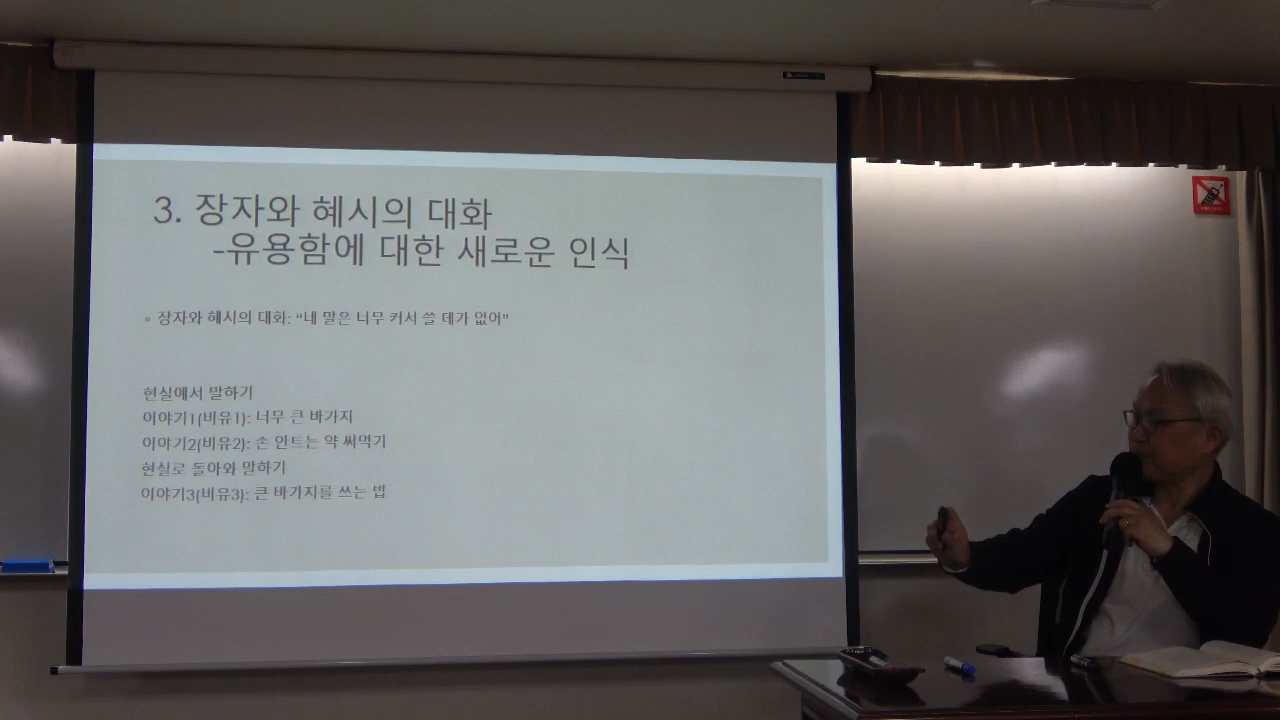 3. 장자와 혜시의 대화
-유용함에 대한 새로운 인식
◦ 장자와 혜시의 대화: “내 말은 너무 커서 쓸 데가 없어”
현실에서 말하기
이야기1(비유1): 너무 큰 바가지
이야기2(비유2): 손 안트는 약 써먹기
현실로 돌아와 말하기
이야기3(비유3): 큰 바가지를 쓰는 법